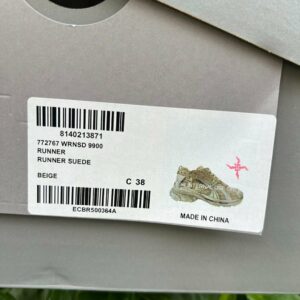 8140213871
772767 WRNSD 9900
RUNNER
RUNNER SUEDE
BEIGE
C 38
ECBR500364A
MADE IN CHINA